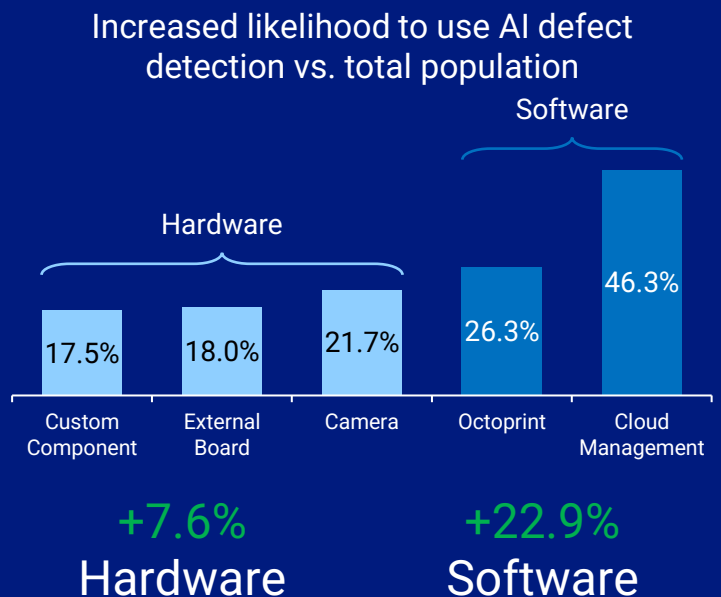 Increased likelihood to use AI defect
detection vs. total population
Software
Hardware
17.5%
18.0%
21.7%
26.3%
46.3%
Custom
Component
External
Board
Camera
Octoprint
Cloud
Management
+7.6%
Hardware
+22.9%
Software